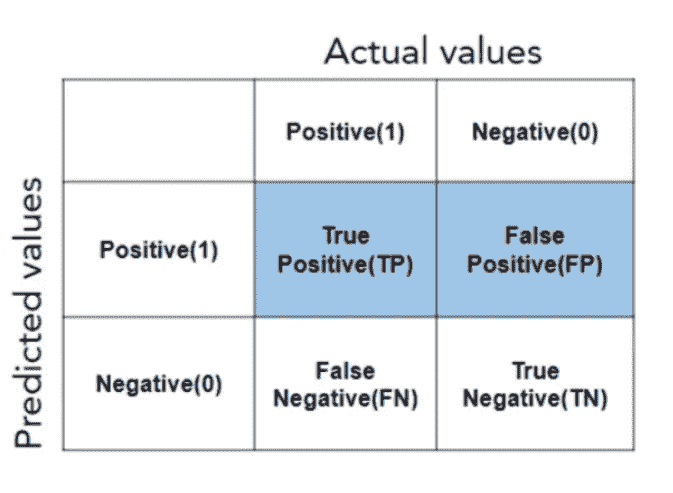 Actual values
Positive(1) Negative(0)
Predicted values
Positive(1)
True
Positive(TP)
False
Positive(FP)
Negative(0)
False
Negative(FN)
True
Negative(TN)